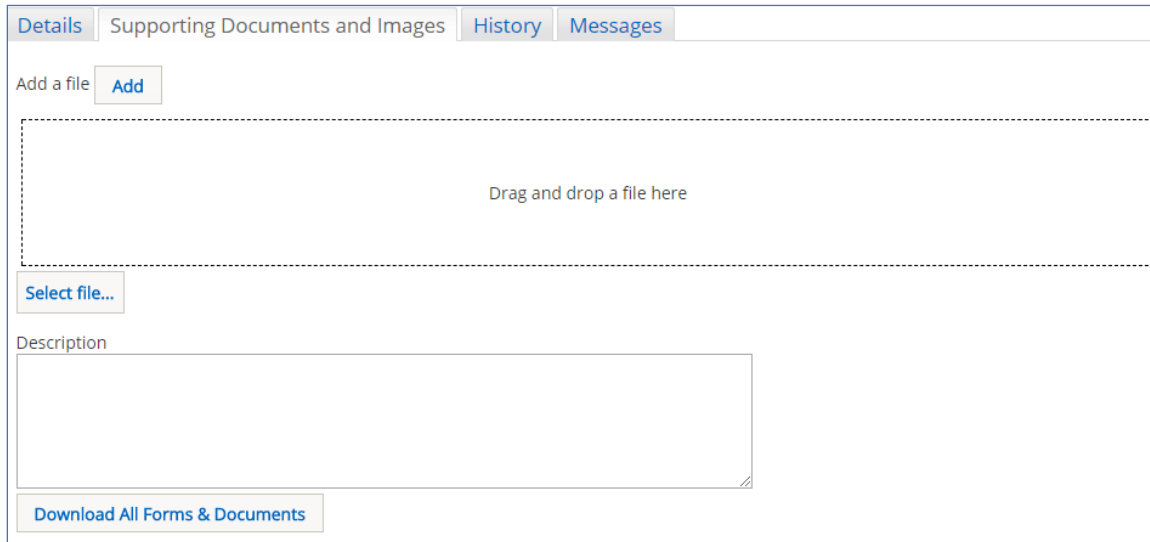 Details Supporting Documents and Images History Messages
Add a file Add
Drag and drop a file here
Select file...
Description
Download All Forms & Documents